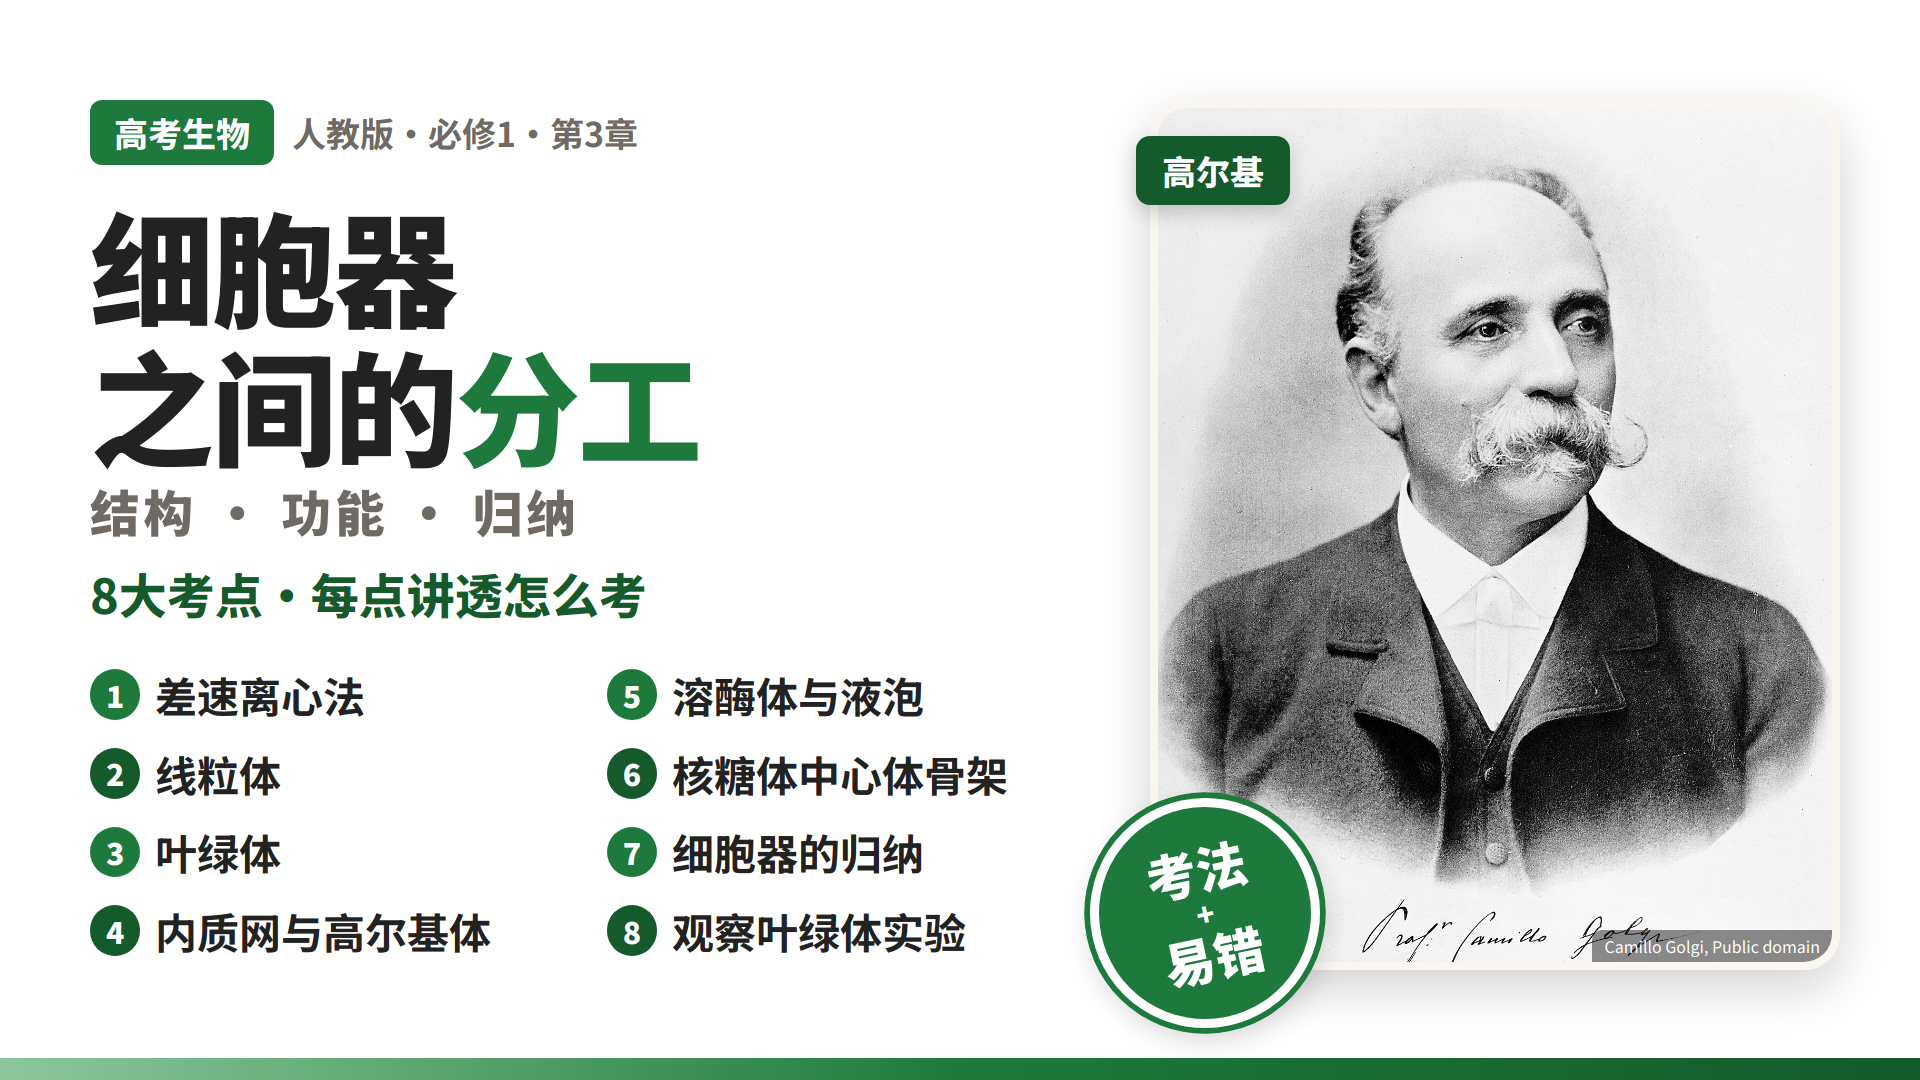 高考生物
人教版·必修1·第3章
细胞器
之间的分工
结构 · 功能 · 归纳
8大考点·每点讲透怎么考
1 差速离心法
2 线粒体
3 叶绿体
4 内质网与高尔基体
5 溶酶体与液泡
6 核糖体中心体骨架
7 细胞器的归纳
8 观察叶绿体实验
高尔基
考法
+
易错
Prof.r Camillo Golgi
Camillo Golgi, Public domain